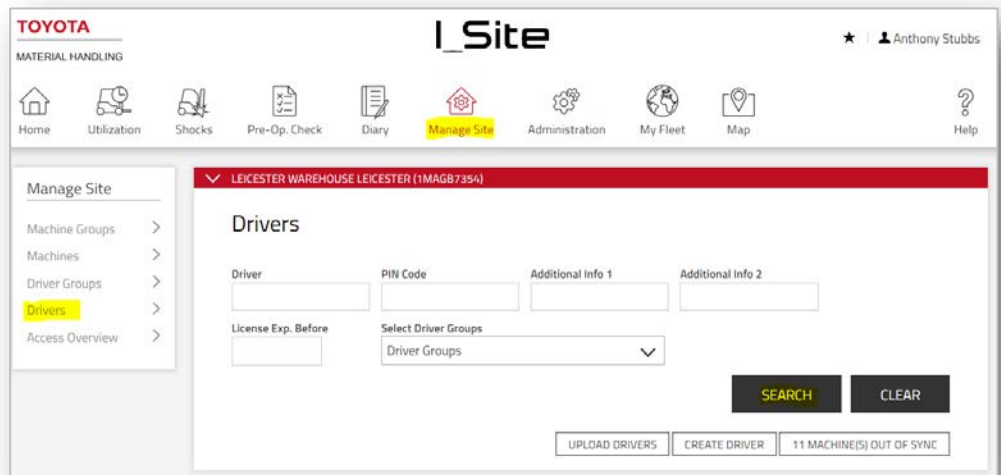 TOYOTA
MATERIAL HANDLING
I_Site
Anthony Stubbs
Home Utilization Shocks Pre-Op. Check Diary Manage Site Administration My Fleet Map Help
Manage Site
Machine Groups
Machines
Driver Groups
Drivers
Access Overview
LEICESTER WAREHOUSE LEICESTER (1MAGB7354)
Drivers
Driver PIN Code Additional Info 1 Additional Info 2
License Exp. Before Select Driver Groups
Driver Groups
SEARCH CLEAR
UPLOAD DRIVERS CREATE DRIVER 11 MACHINE(S) OUT OF SYNC